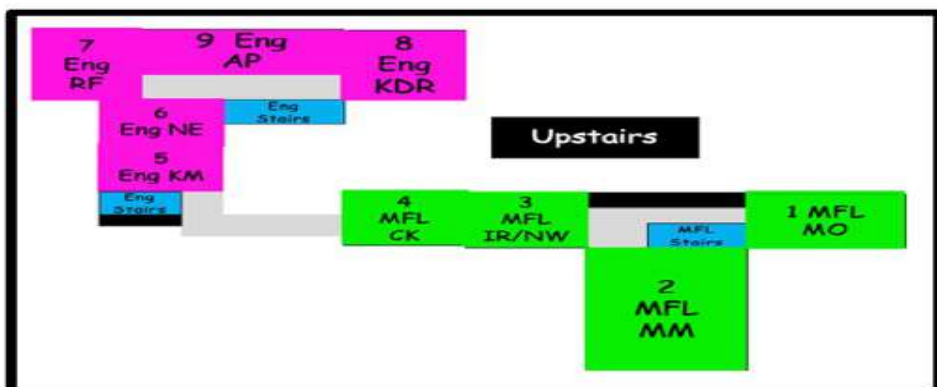 7
Eng
RF
9 Eng
AP
8
Eng
KDR
6
Eng NE
Eng
Stairs
Upstairs
5
Eng KM
Eng
Stairs
4
MFL
CK
3
MFL
IR/NW
MFL
Stairs
1 MFL
MO
2
MFL
MM